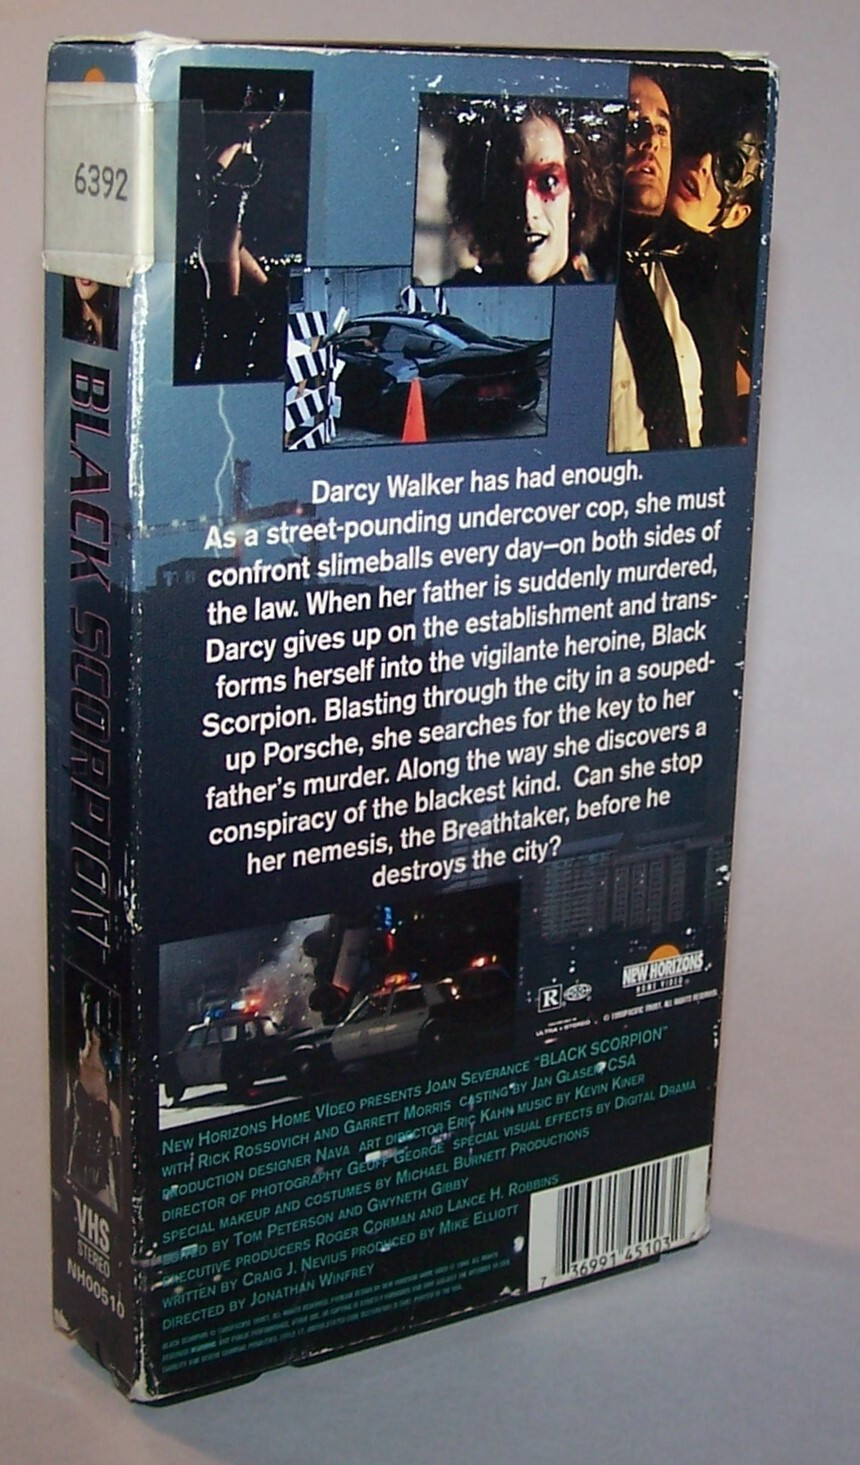 6392
BLACK SCORPION
VHS
STEREO
NH00510
Darcy Walker has had enough.
As a street-pounding undercover cop, she must
confront slimeballs every day—on both sides of
the law. When her father is suddenly murdered,
Darcy gives up on the establishment and trans-
forms herself into the vigilante heroine, Black
Scorpion. Blasting through the city in a souped-
up Porsche, she searches for the key to her
father's murder. Along the way she discovers a
conspiracy of the blackest kind. Can she stop
her nemesis, the Breathtaker, before he
destroys the city?
NEW HORIZONS
HOME VIDEO
R
ULTRA STEREO
ALL RIGHTS RESERVED.
NEW HORIZONS HOME VIDEO PRESENTS JOAN SEVERANCE "BLACK SCORPION"
WITH RICK ROSSOVICH AND GARRETT MORRIS CASTING BY JAN GLASER, CSA
PRODUCTION DESIGNER NAVA ART DIRECTOR ERIC KAHN MUSIC BY KEVIN KINER
DIRECTOR OF PHOTOGRAPHY GEOFF GEORGE SPECIAL VISUAL EFFECTS BY DIGITAL DRAMA
SPECIAL MAKEUP AND COSTUMES BY MICHAEL BURNETT PRODUCTIONS
EDITED BY TOM PETERSON AND GWYNETH GIBBY
EXECUTIVE PRODUCERS ROGER CORMAN AND LANCE H. ROBBINS
WRITTEN BY CRAIG J. NEVIUS PRODUCED BY MIKE ELLIOTT
DIRECTED BY JONATHAN WINFREY
7 36991 45103